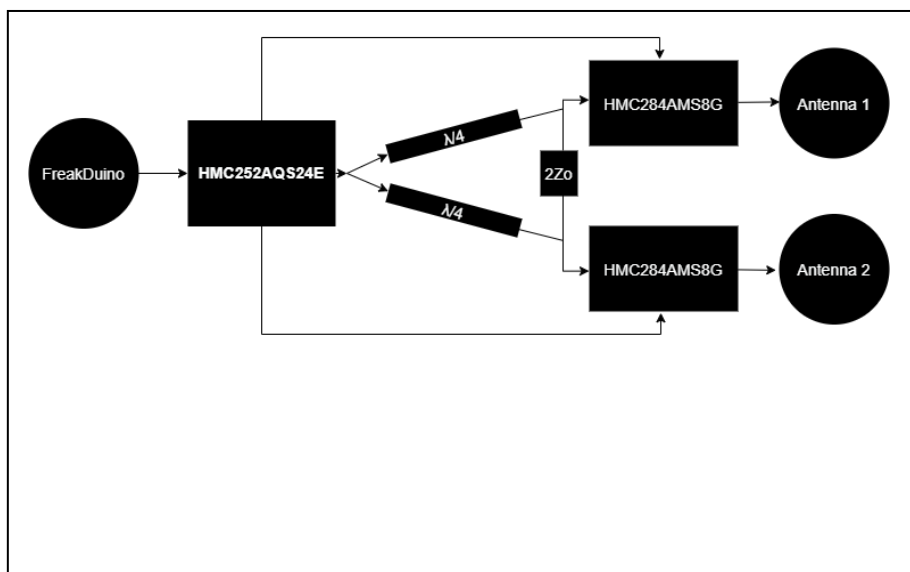 FreakDuino
HMC252AQS24E
λ/4
λ/4
2Zo
HMC284AMS8G
Antenna 1
HMC284AMS8G
Antenna 2